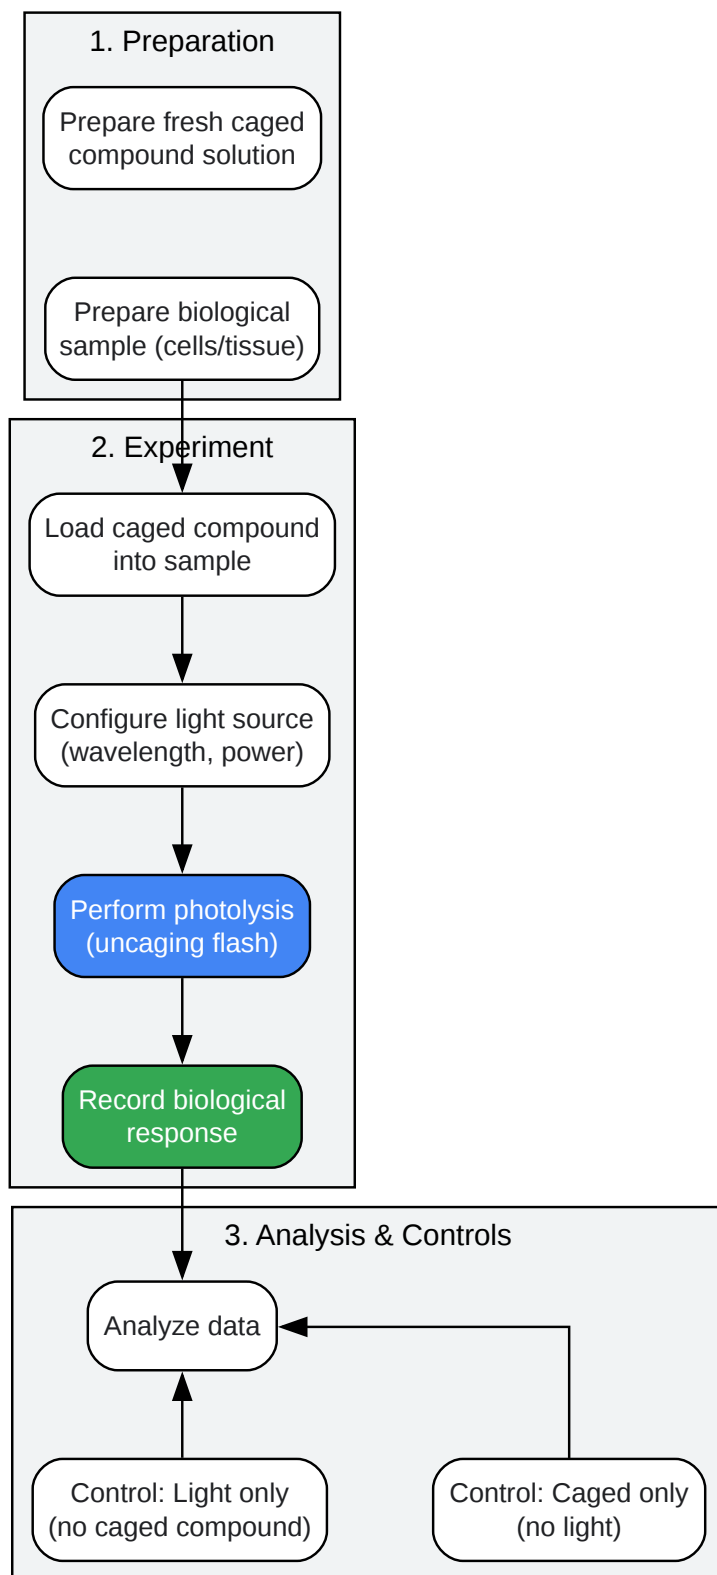 1. Preparation
Prepare fresh caged
compound solution
Prepare biological
sample (cells/tissue)
2. Experiment
Load caged compound
into sample
Configure light source
(wavelength, power)
Perform photolysis
(uncaging flash)
Record biological
response
3. Analysis & Controls
Analyze data
Control: Light only
(no caged compound)
Control: Caged only
(no light)